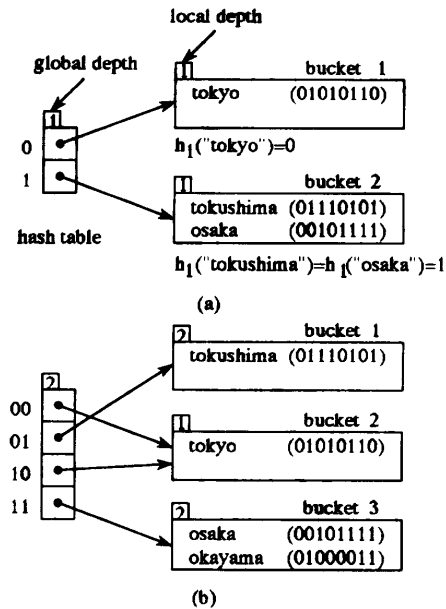 local depth
global depth
1
bucket 1
tokyo (01010110)
1
0
h1("tokyo")=0
1
1
bucket 2
tokushima (01110101)
osaka (00101111)
hash table
h1("tokushima")=h1("osaka")=1
(a)
2
bucket 1
tokushima (01110101)
2
00
1
bucket 2
01
tokyo (01010110)
10
11
2
bucket 3
osaka (00101111)
okayama (01000011)
(b)